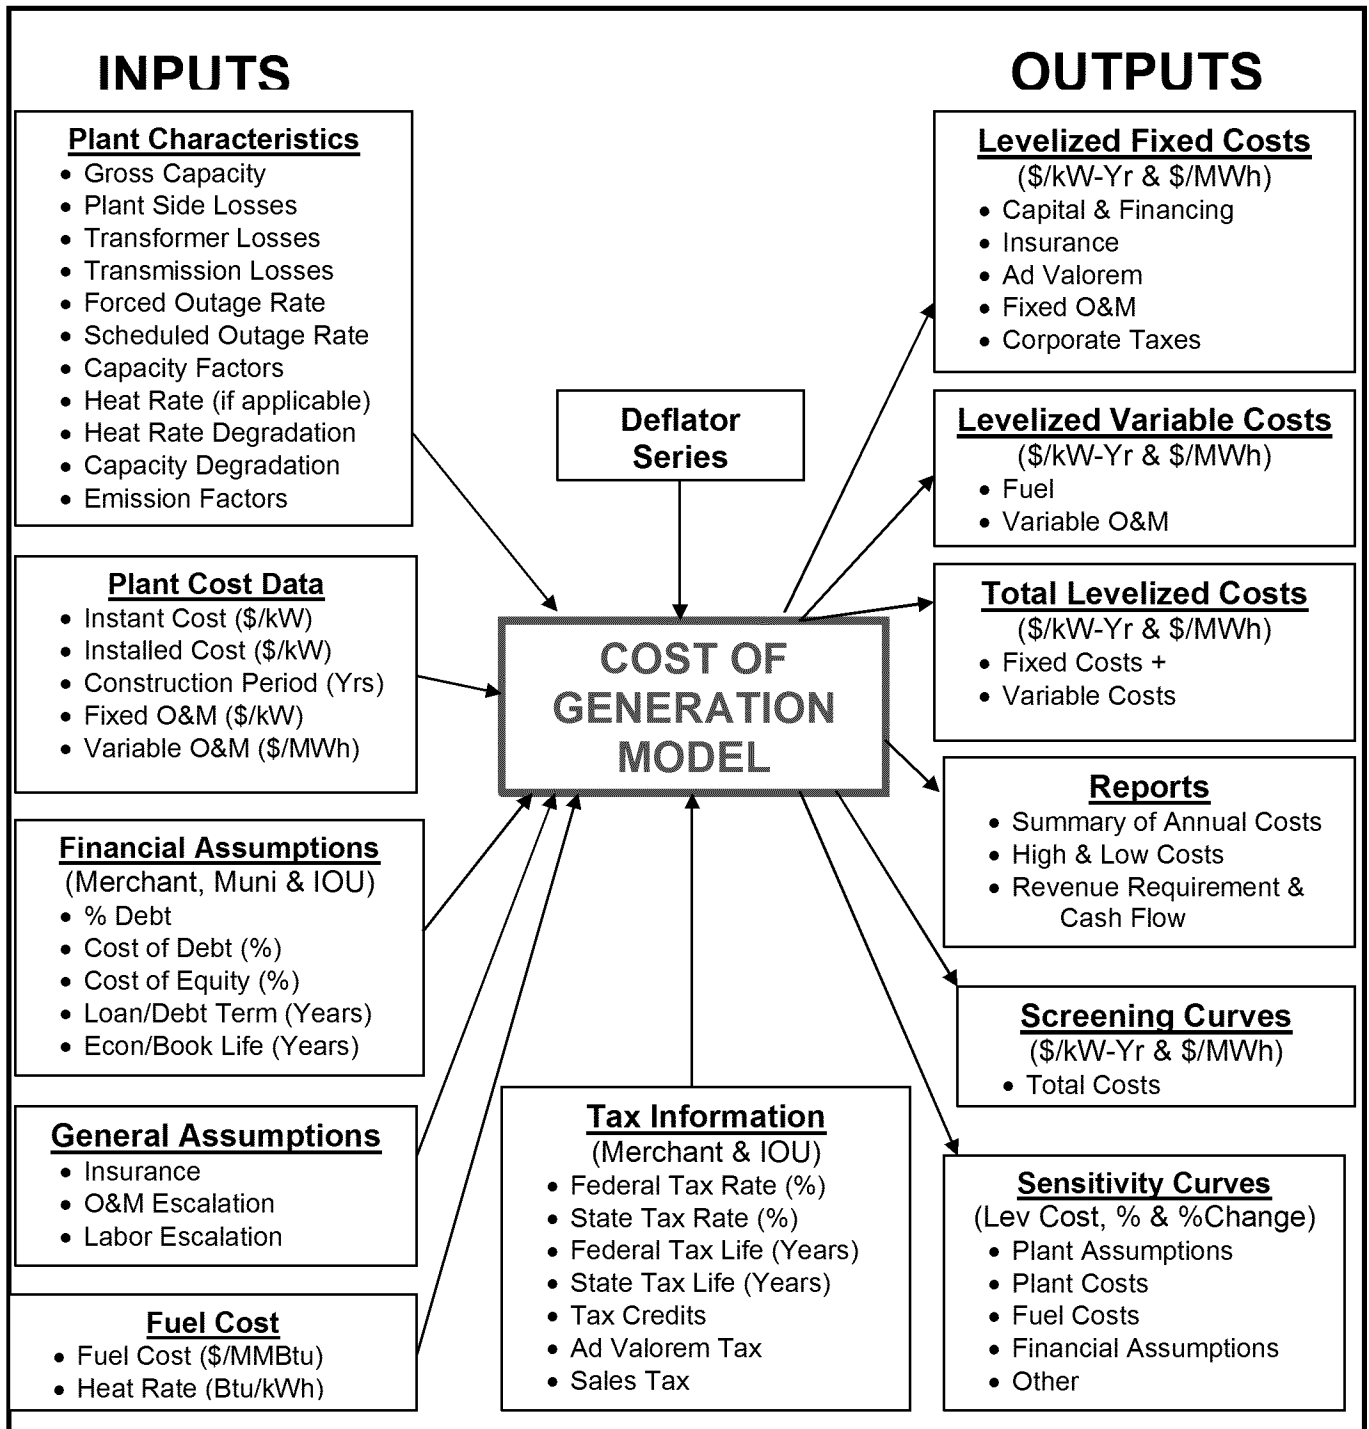 INPUTS
Plant Characteristics
• Gross Capacity
• Plant Side Losses
• Transformer Losses
• Transmission Losses
• Forced Outage Rate
• Scheduled Outage Rate
• Capacity Factors
• Heat Rate (if applicable)
• Heat Rate Degradation
• Capacity Degradation
• Emission Factors
Plant Cost Data
• Instant Cost ($/kW)
• Installed Cost ($/kW)
• Construction Period (Yrs)
• Fixed O&M ($/kW)
• Variable O&M ($/MWh)
Financial Assumptions
(Merchant, Muni & IOU)
• % Debt
• Cost of Debt (%)
• Cost of Equity (%)
• Loan/Debt Term (Years)
• Econ/Book Life (Years)
General Assumptions
• Insurance
• O&M Escalation
• Labor Escalation
Fuel Cost
• Fuel Cost ($/MMBtu)
• Heat Rate (Btu/kWh)
Deflator
Series
COST OF
GENERATION
MODEL
Tax Information
(Merchant & IOU)
• Federal Tax Rate (%)
• State Tax Rate (%)
• Federal Tax Life (Years)
• State Tax Life (Years)
• Tax Credits
• Ad Valorem Tax
• Sales Tax
OUTPUTS
Levelized Fixed Costs
($/kW-Yr & $/MWh)
• Capital & Financing
• Insurance
• Ad Valorem
• Fixed O&M
• Corporate Taxes
Levelized Variable Costs
($/kW-Yr & $/MWh)
• Fuel
• Variable O&M
Total Levelized Costs
($/kW-Yr & $/MWh)
• Fixed Costs +
• Variable Costs
Reports
• Summary of Annual Costs
• High & Low Costs
• Revenue Requirement &
Cash Flow
Screening Curves
($/kW-Yr & $/MWh)
• Total Costs
Sensitivity Curves
(Lev Cost, % & %Change)
• Plant Assumptions
• Plant Costs
• Fuel Costs
• Financial Assumptions
• Other